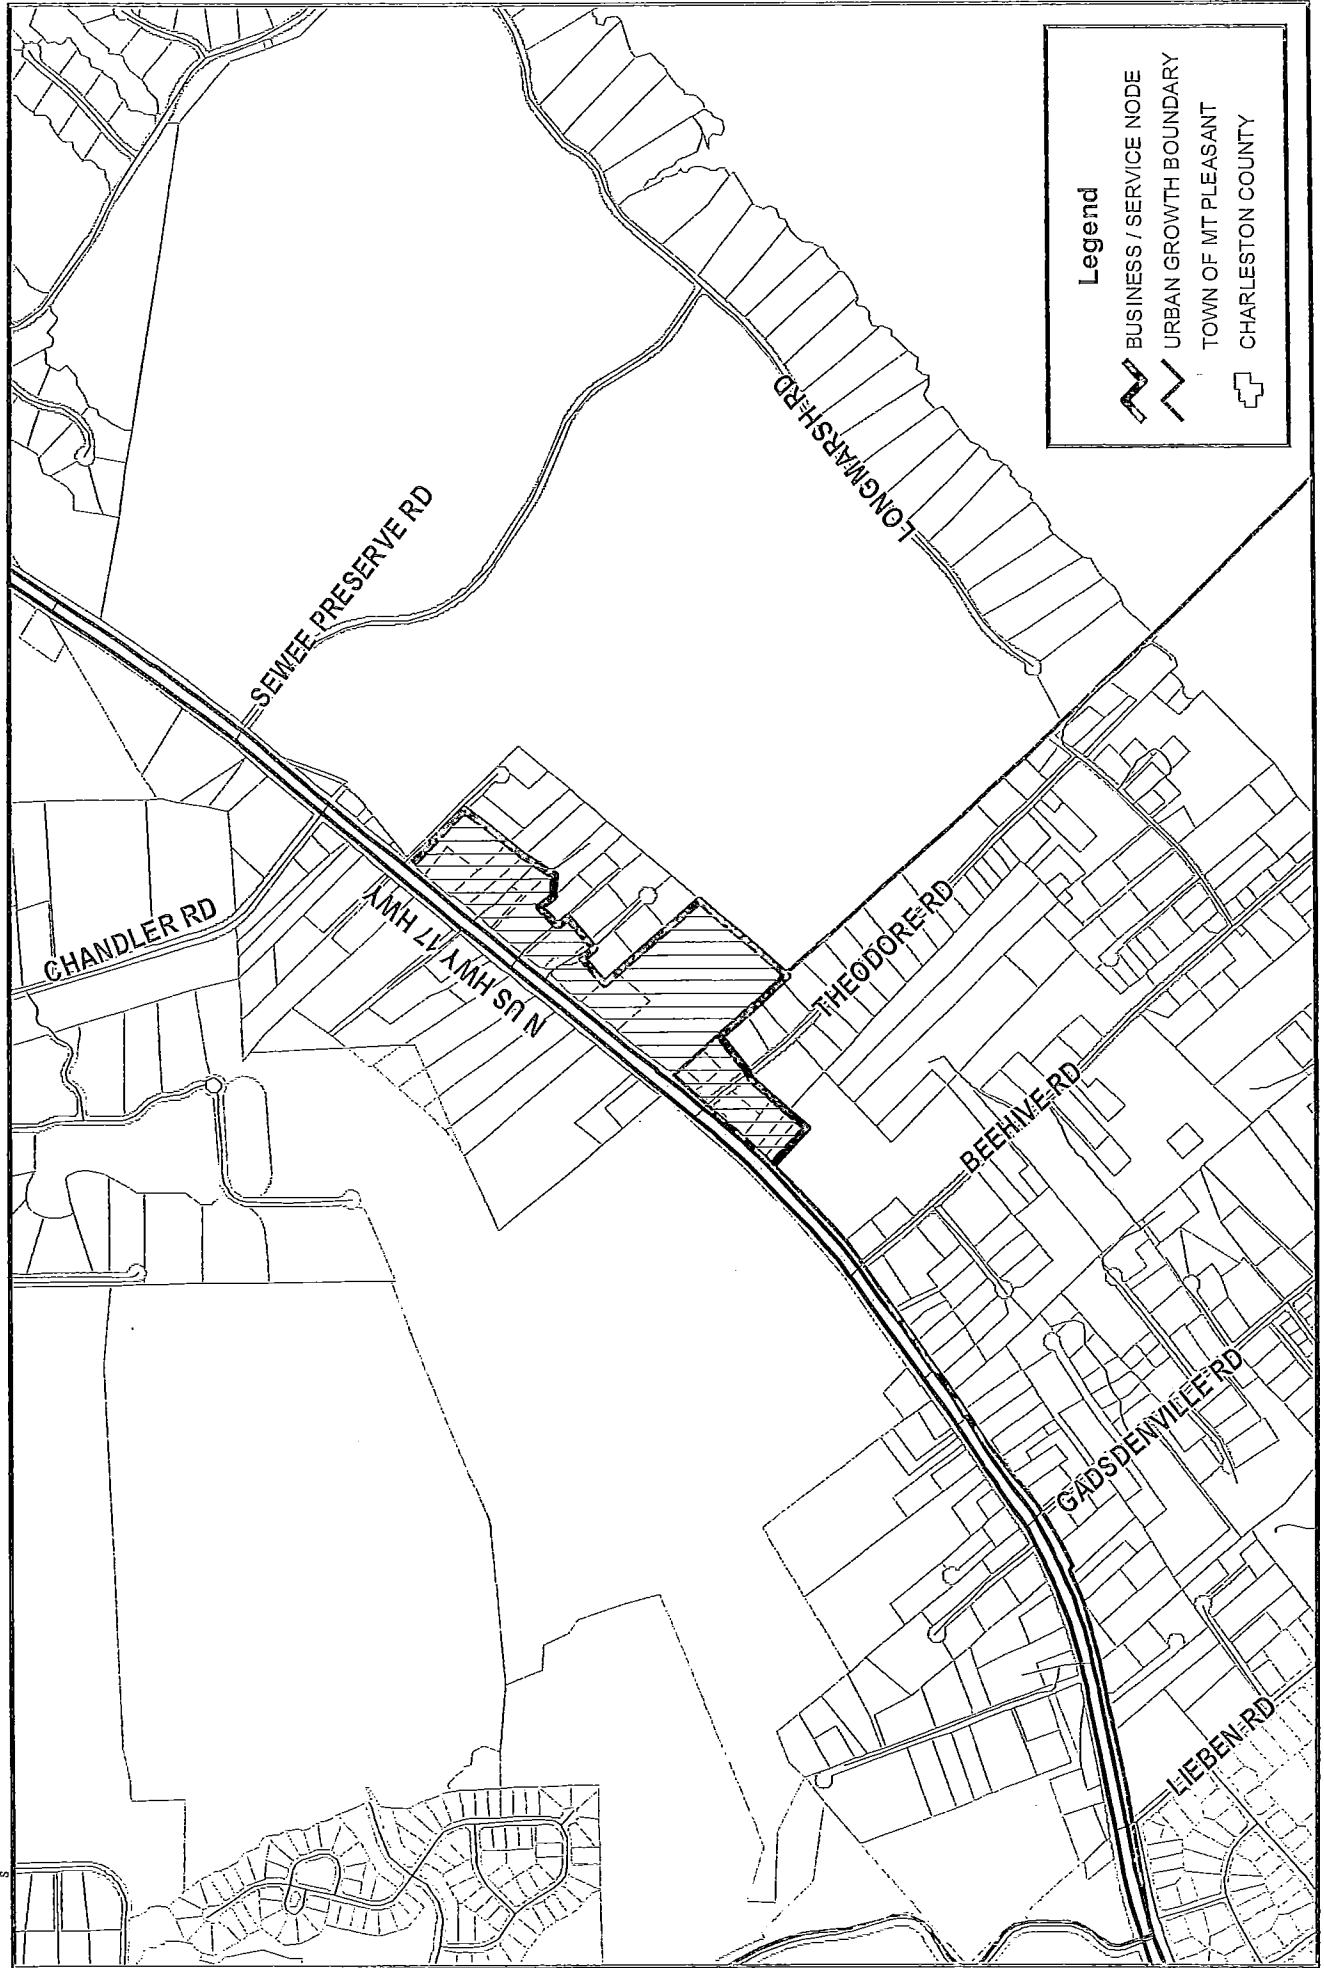 CHANDLER RD
SEWEE PRESERVE RD
N US HWY 17 HWY
LONGMARSH RD
THEODORE RD
BEEHIVE RD
GADSDENVILLE RD
LIEBEN RD
Legend
BUSINESS / SERVICE NODE
URBAN GROWTH BOUNDARY
TOWN OF MT PLEASANT
CHARLESTON COUNTY